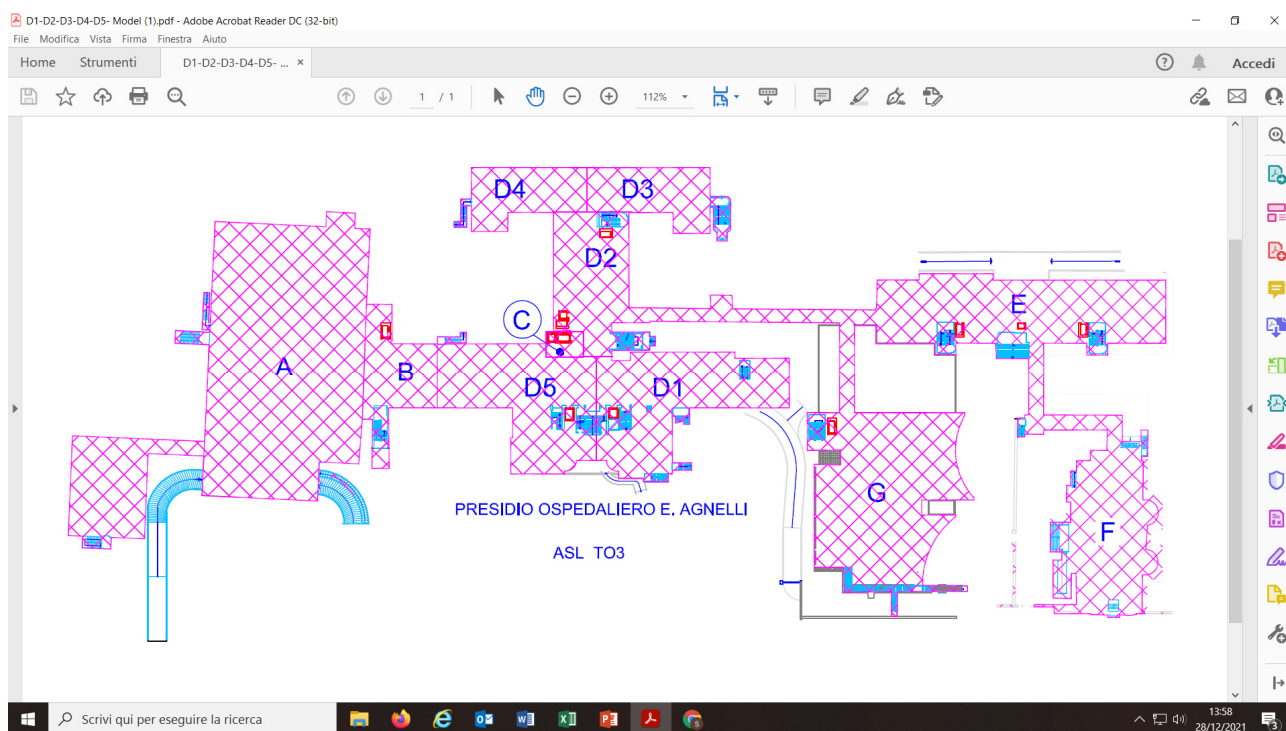 D1-D2-D3-D4-D5- Model (1).pdf - Adobe Acrobat Reader DC (32-bit)
File Modifica Vista Firma Finestra Aiuto
Home Strumenti D1-D2-D3-D4-D5- ... × Accedi
1 / 1 112%
D4 D3
D2
E
C
A B D5 D1
G
PRESIDIO OSPEDALIERO E. AGNELLI
F
ASL TO3
Scrivi qui per eseguire la ricerca
13:58
28/12/2021
3